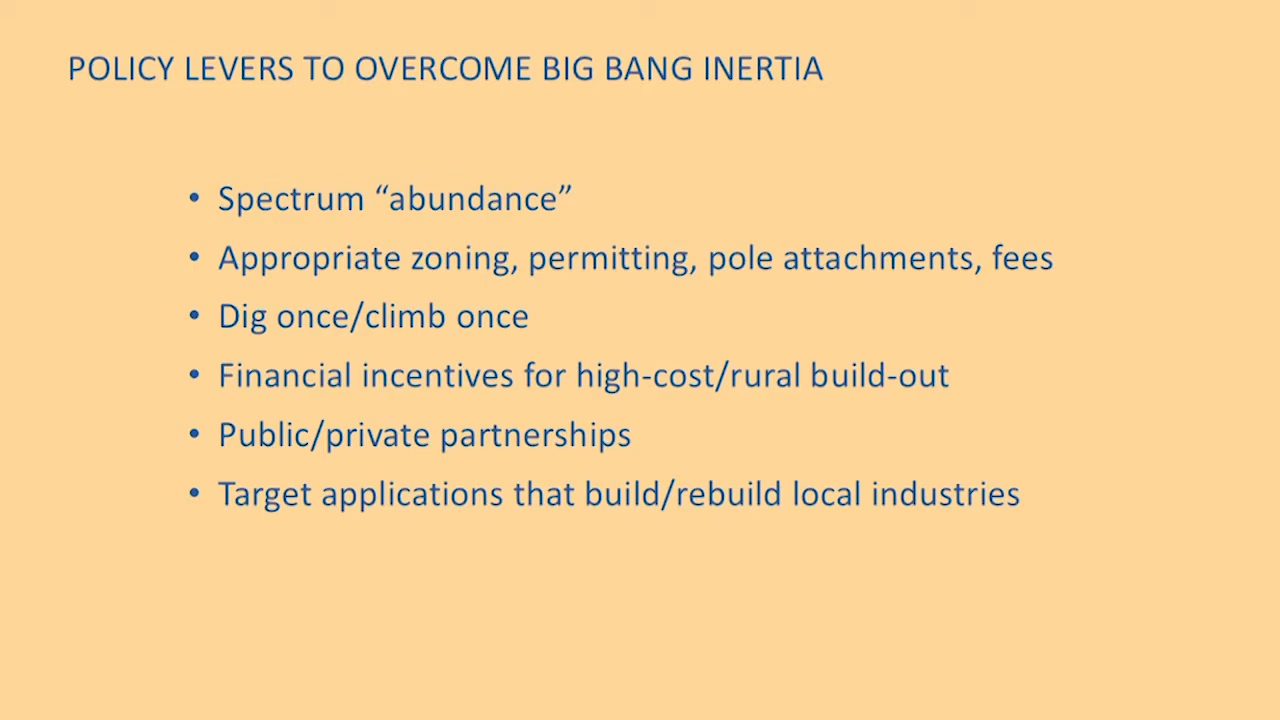 POLICY LEVERS TO OVERCOME BIG BANG INERTIA
• Spectrum “abundance”
• Appropriate zoning, permitting, pole attachments, fees
• Dig once/climb once
• Financial incentives for high-cost/rural build-out
• Public/private partnerships
• Target applications that build/rebuild local industries